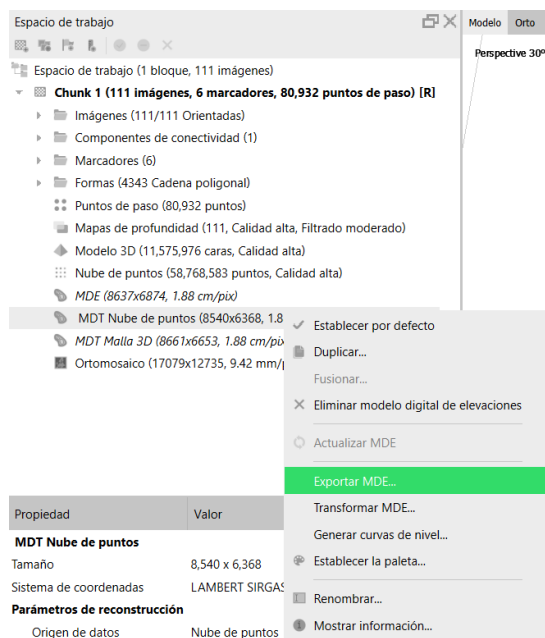 Espacio de trabajo
Modelo Orto
Perspective 30º
Espacio de trabajo (1 bloque, 111 imágenes)
Chunk 1 (111 imágenes, 6 marcadores, 80,932 puntos de paso) [R]
Imágenes (111/111 Orientadas)
Componentes de conectividad (1)
Marcadores (6)
Formas (4343 Cadena poligonal)
Puntos de paso (80,932 puntos)
Mapas de profundidad (111, Calidad alta, Filtrado moderado)
Modelo 3D (11,575,976 caras, Calidad alta)
Nube de puntos (58,768,583 puntos, Calidad alta)
MDE (8637x6874, 1.88 cm/pix)
MDT Nube de puntos (8540x6368, 1.8
MDT Malla 3D (8661x6653, 1.88 cm/pix
Ortomosaico (17079x12735, 9.42 mm/p
Establecer por defecto
Duplicar...
Fusionar...
Eliminar modelo digital de elevaciones
Actualizar MDE
Exportar MDE...
Transformar MDE...
Generar curvas de nivel...
Establecer la paleta...
Renombrar...
Mostrar información...
Propiedad Valor
MDT Nube de puntos
Tamaño 8,540 x 6,368
Sistema de coordenadas LAMBERT SIRGAS
Parámetros de reconstrucción
Origen de datos Nube de puntos